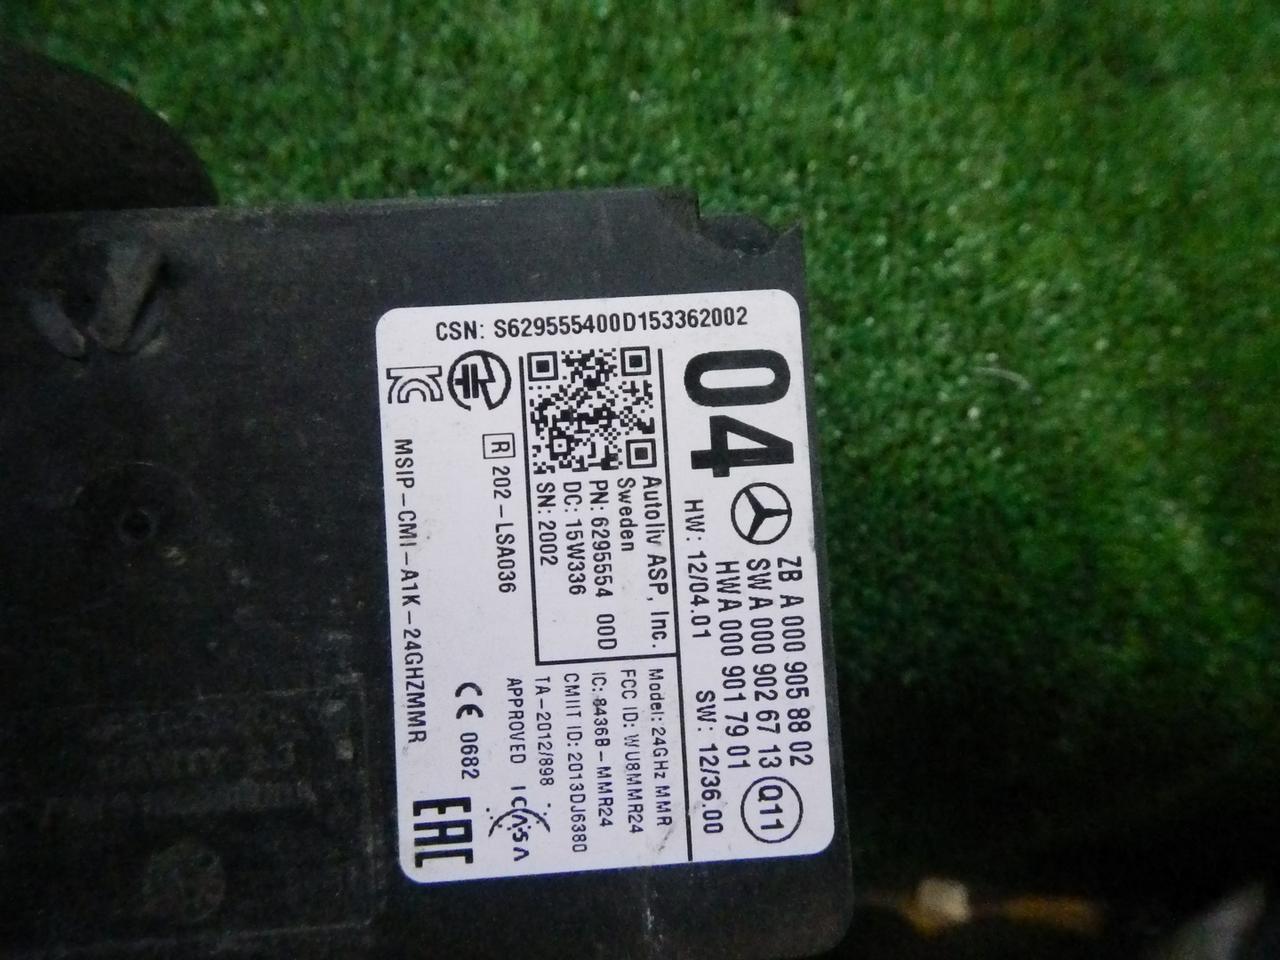 CSN: S629555400D153362002
04
ZB A 000 905 88 02
SW A 000 902 67 13
HW A 000 901 79 01
Q11
HW: 12/04.01 SW: 12/36.00
Autoliv ASP, Inc.
Sweden
PN: 6295554 00D
DC: 15W336
SN: 2002
Model: 24GHz MMR
FCC ID: WU8MMR24
IC: 8436B-MMR24
CMIIT ID: 2013DJ6380
TA-2012/898
APPROVED
ICASA
R 202-LSA036
CE 0682
KC
MSIP-CMI-A1K-24GHZMMR
EAC